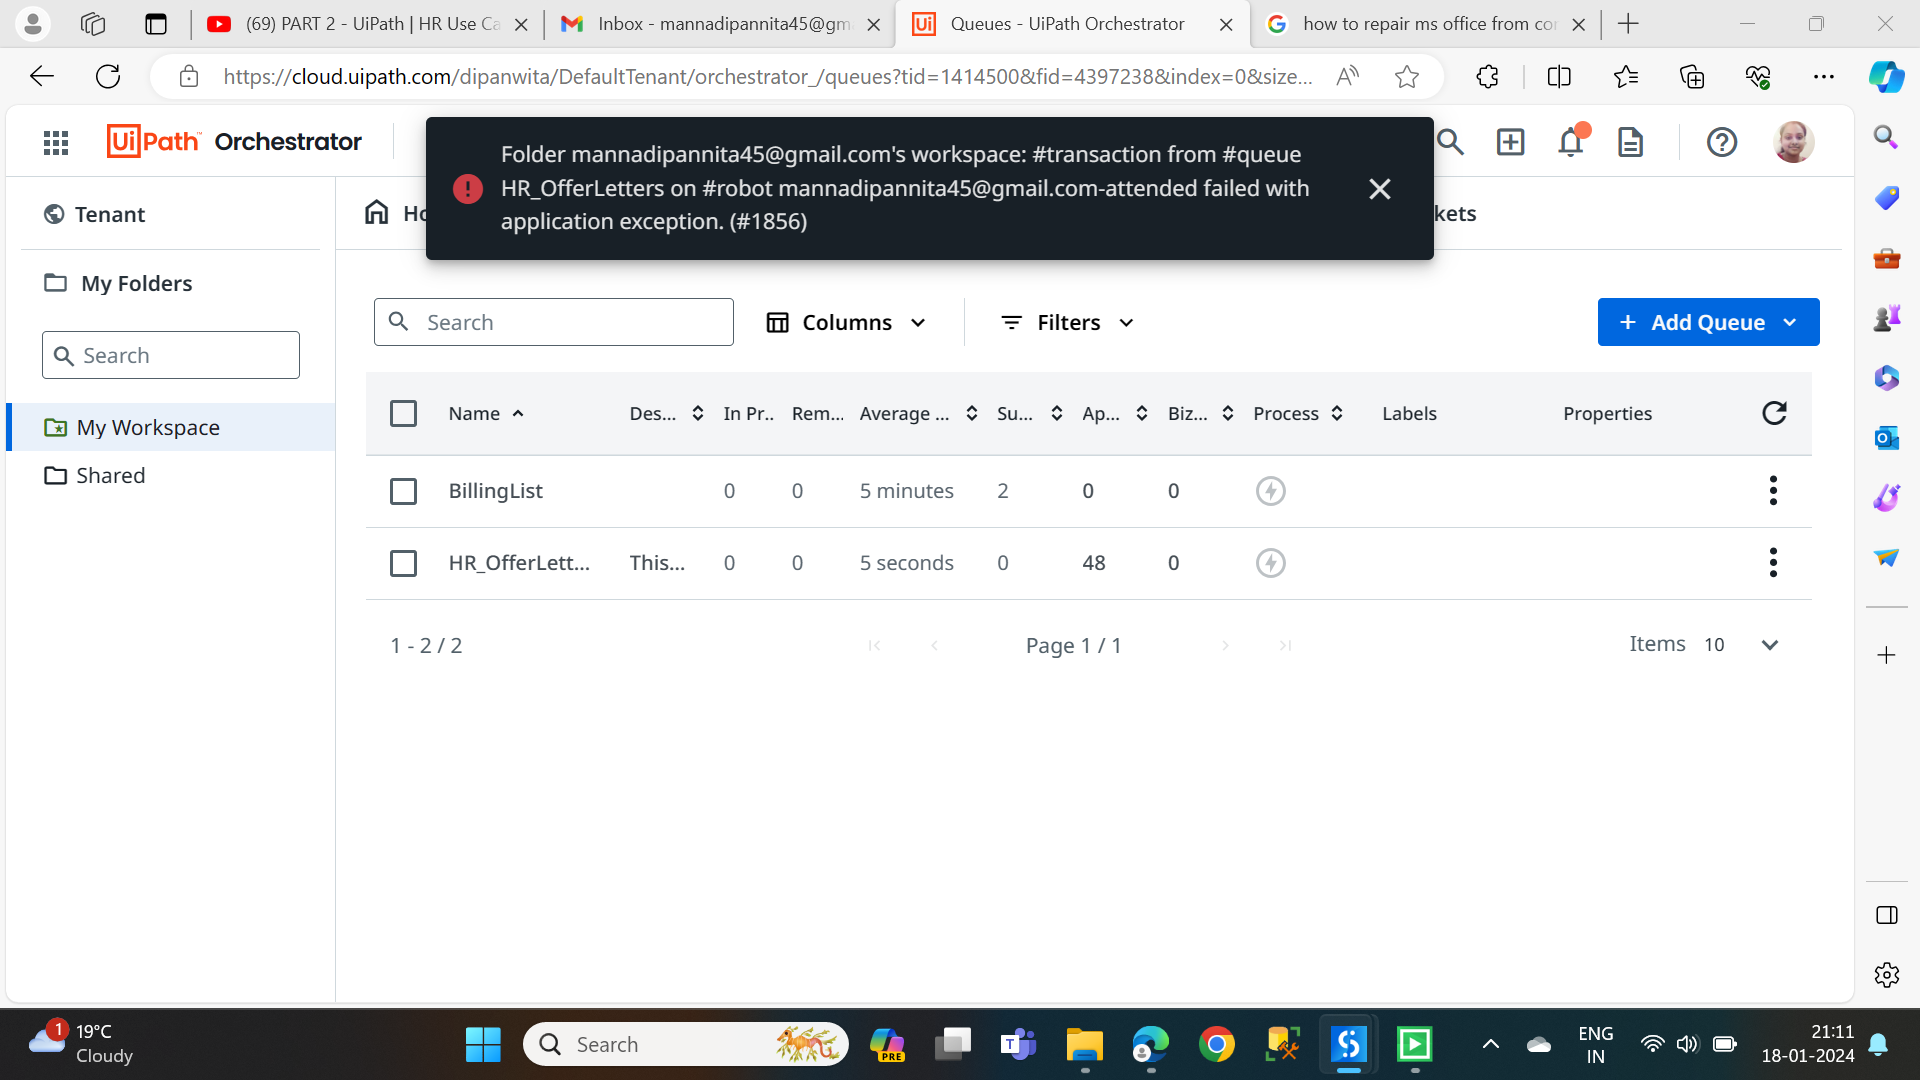 (69) PART 2 - UiPath | HR Use Ca
Inbox - mannadipannita45@gm
Queues - UiPath Orchestrator
how to repair ms office from cor
https://cloud.uipath.com/dipanwita/DefaultTenant/orchestrator_/queues?tid=1414500&fid=4397238&index=0&size...
UiPath Orchestrator
Folder mannadipannita45@gmail.com's workspace: #transaction from #queue
HR_OfferLetters on #robot mannadipannita45@gmail.com-attended failed with
application exception. (#1856)
Tenant
Ho
kets
My Folders
Search
Columns
Filters
+ Add Queue
Search
My Workspace
Shared
Name Des... In Pr.. Rem... Average ... Su... Ap... Biz... Process Labels Properties
BillingList 0 0 5 minutes 2 0 0
HR_OfferLett... This... 0 0 5 seconds 0 48 0
1 - 2 / 2
Page 1 / 1
Items 10
1
19°C
Cloudy
Search
PRE
ENG
IN
21:11
18-01-2024